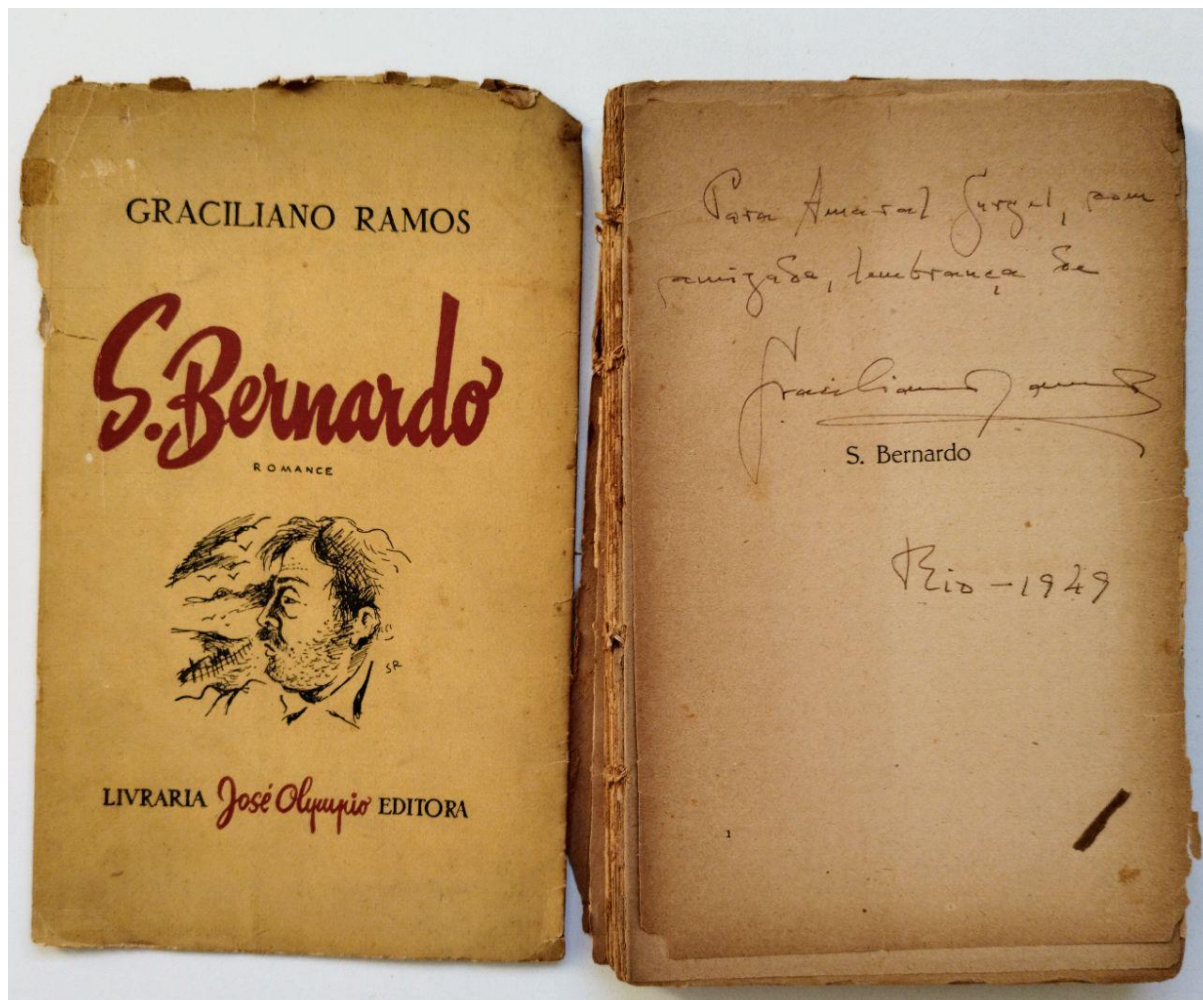 GRACILIANO RAMOS
S. Bernardo
ROMANCE
SR
LIVRARIA José Olympio EDITORA
Para Amaral Gurgel, com
amizade, lembrança de
Graciliano Ramos
S. Bernardo
Rio - 1949
1